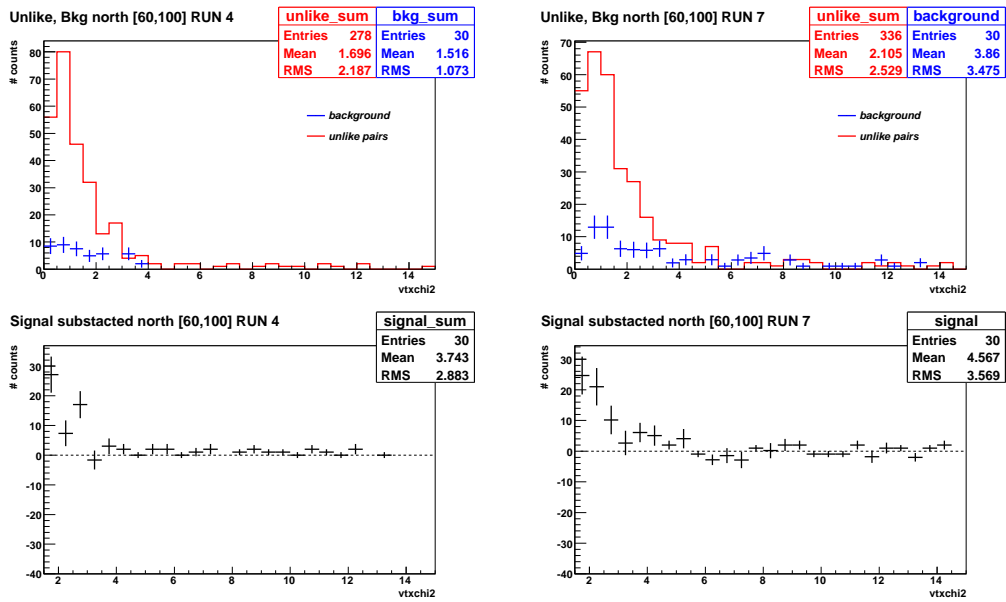 Unlike, Bkg north [60,100] RUN 4
unlike_sum
Entries 278
Mean 1.696
RMS 2.187
bkg_sum
Entries 30
Mean 1.516
RMS 1.073
# counts
80
70
60
50
40
30
20
10
0
background
unlike pairs
0 2 4 6 8 10 12 14
vtxchi2
Unlike, Bkg north [60,100] RUN 7
unlike_sum
Entries 336
Mean 2.105
RMS 2.529
background
Entries 30
Mean 3.86
RMS 3.475
# counts
70
60
50
40
30
20
10
0
background
unlike pairs
0 2 4 6 8 10 12 14
vtxchi2
Signal substacted north [60,100] RUN 4
signal_sum
Entries 30
Mean 3.743
RMS 2.883
# counts
30
20
10
0
-10
-20
-30
-40
2 4 6 8 10 12 14
vtxchi2
Signal substacted north [60,100] RUN 7
signal
Entries 30
Mean 4.567
RMS 3.569
# counts
30
20
10
0
-10
-20
-30
-40
2 4 6 8 10 12 14
vtxchi2